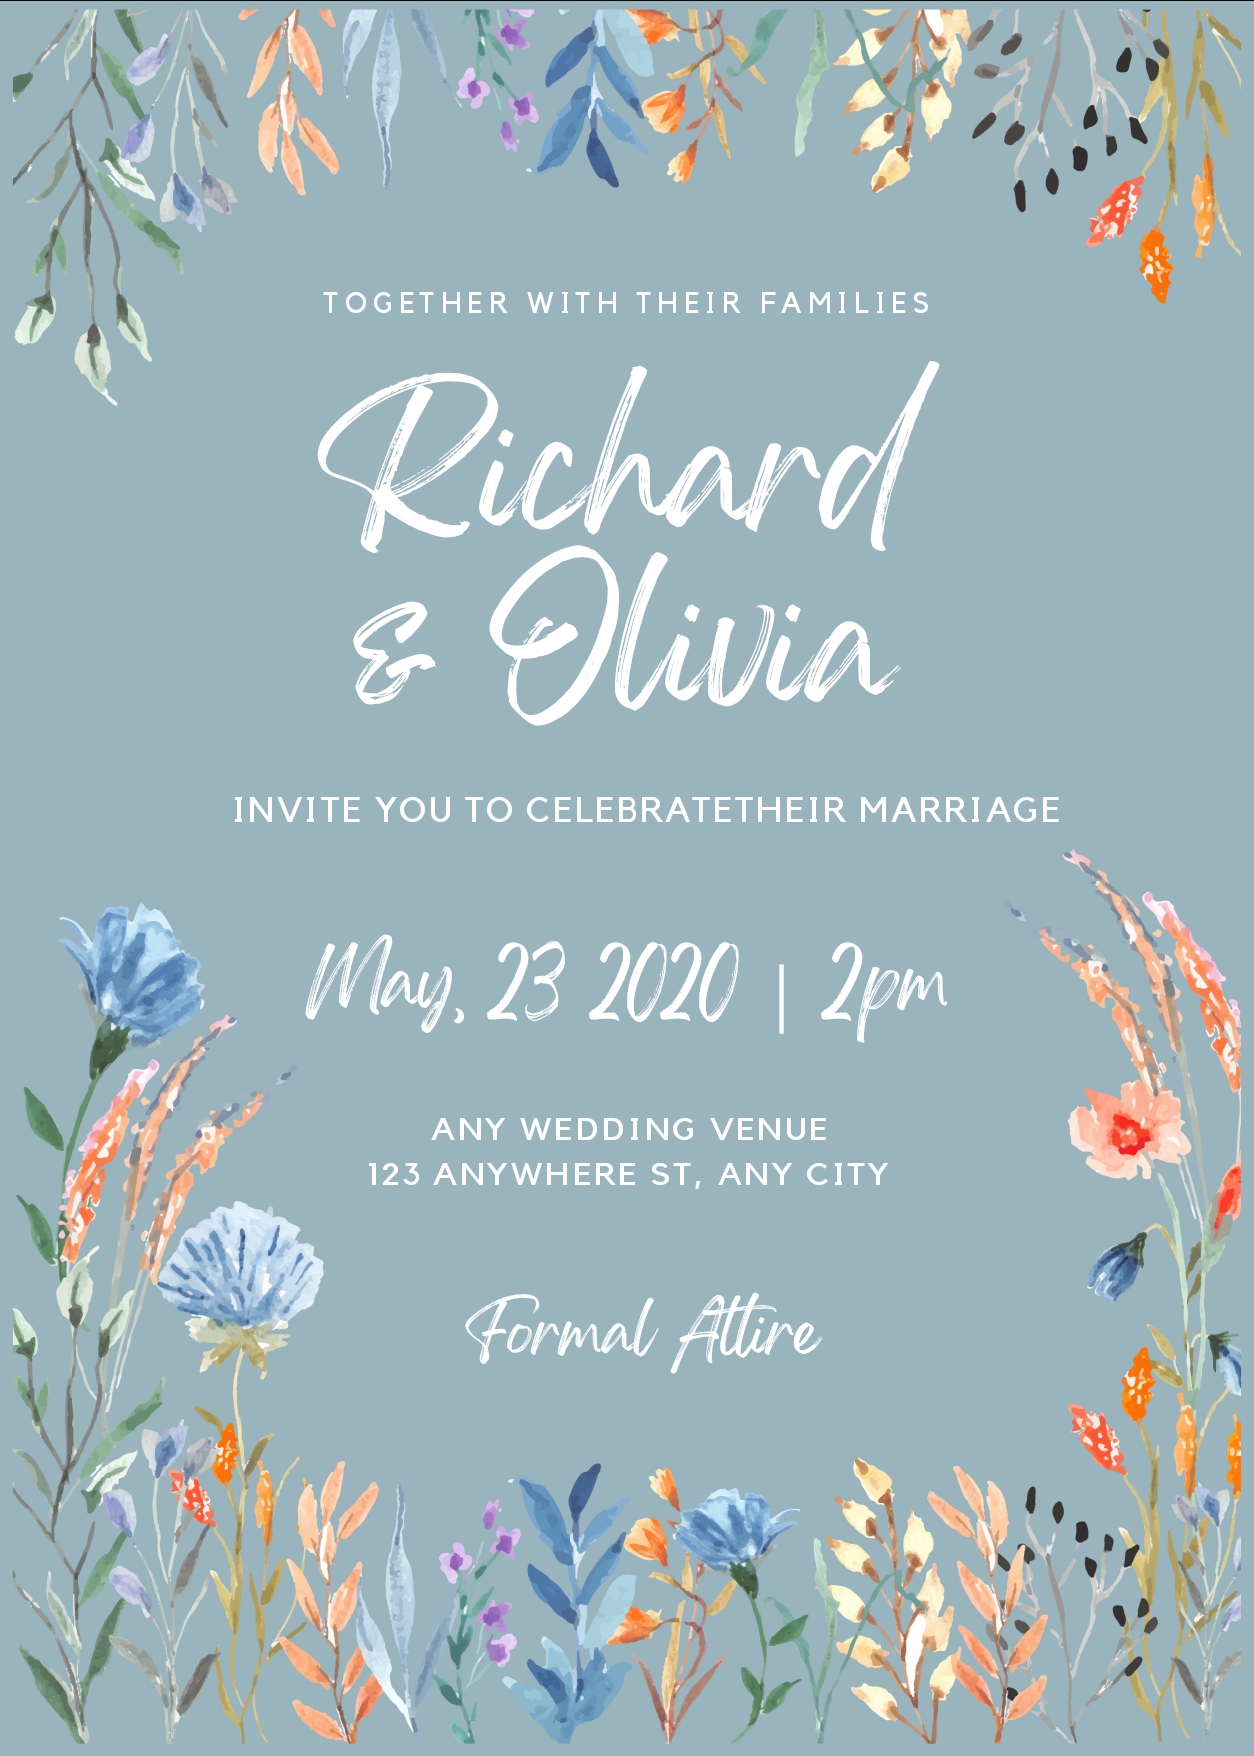 TOGETHER WITH THEIR FAMILIES
Richard
& Olivia
INVITE YOU TO CELEBRATETHEIR MARRIAGE
May, 23 2020 | 2pm
ANY WEDDING VENUE
123 ANYWHERE ST, ANY CITY
Formal Attire